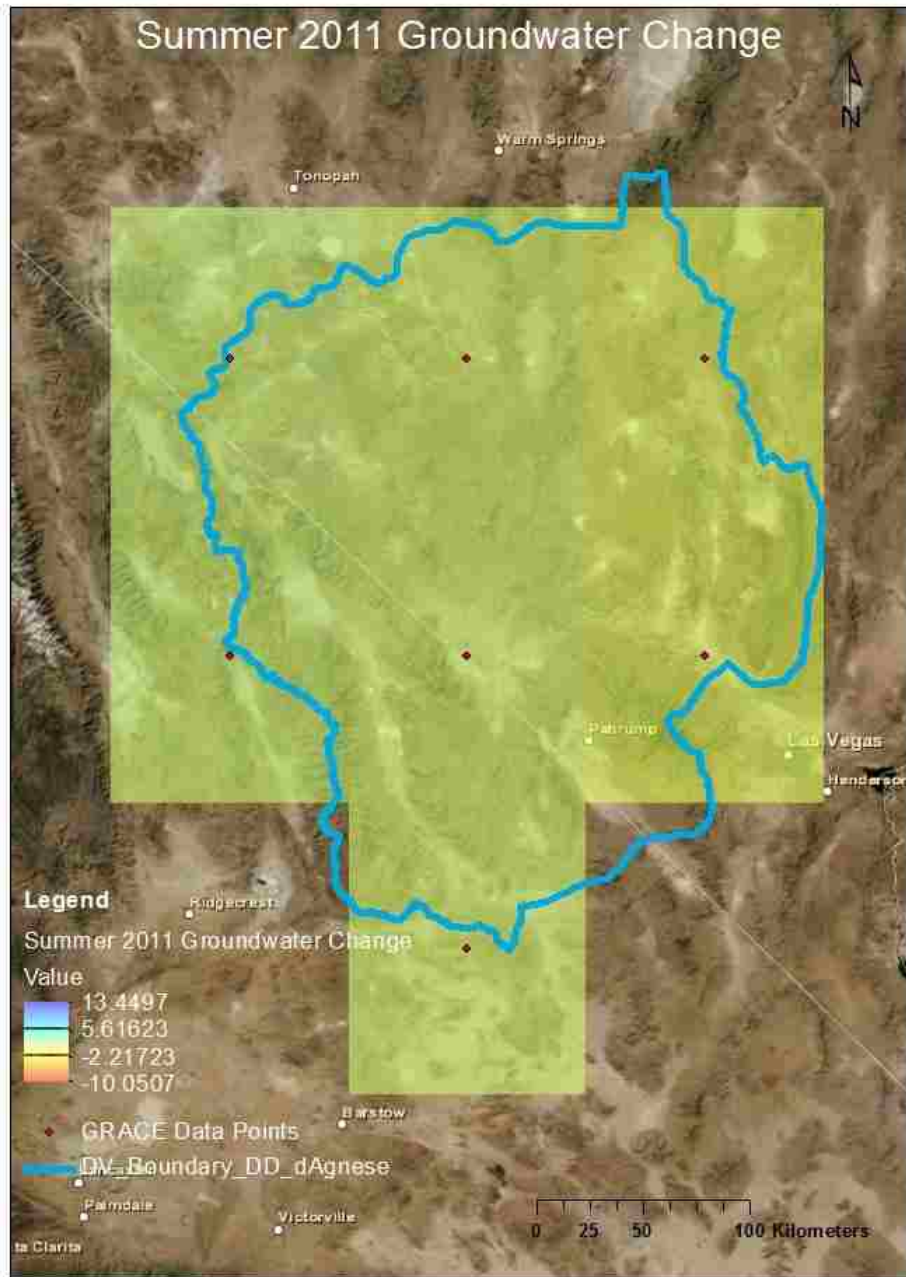 Summer 2011 Groundwater Change
N
Warm Springs
Tonopah
Pahrump
Las Vegas
Henderson
Legend
Ridgecrest
Summer 2011 Groundwater Change
Value
13.4497
5.61623
-2.21723
-10.0507
Barstow
GRACE Data Points
DV_Boundary_DD_dAgnese
Palmdale
Victorville
0 25 50 100 Kilometers
ta Clarita